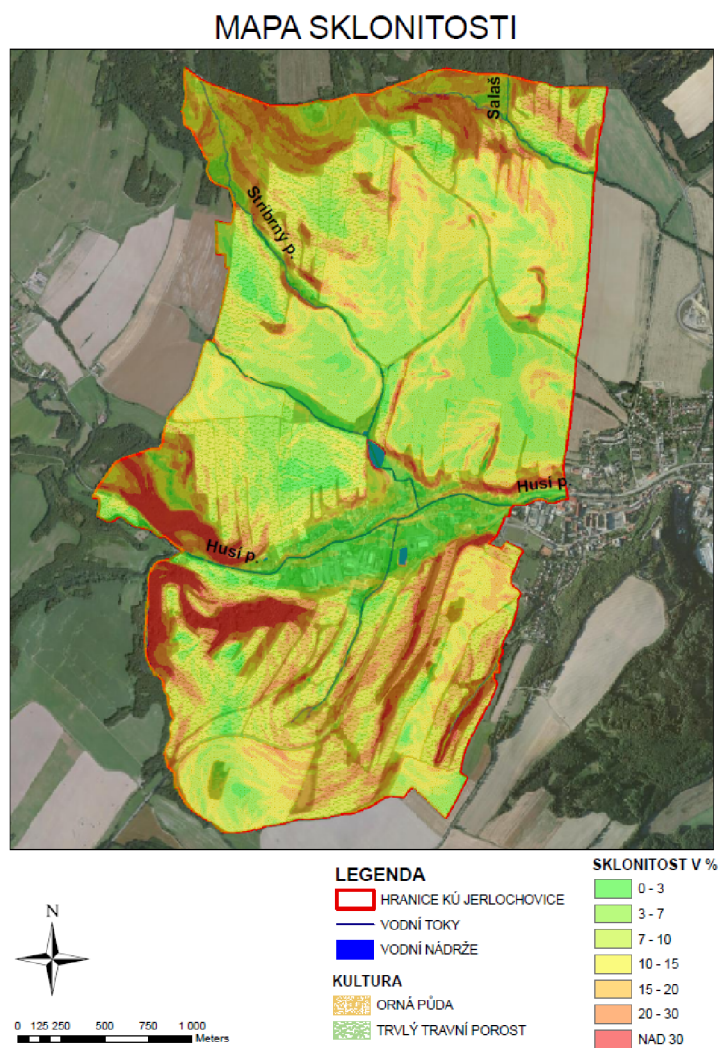 MAPA SKLONITOSTI
Salaš
Stříbrný p.
Husí p.
Husí p.
LEGENDA
HRANICE KÚ JERLOCHOVICE
VODNÍ TOKY
VODNÍ NÁDRŽE
KULTURA
ORNÁ PŮDA
TRVLÝ TRAVNÍ POROST
SKLONITOST V %
0 - 3
3 - 7
7 - 10
10 - 15
15 - 20
20 - 30
NAD 30
N
0 125 250 500 750 1 000
Meters